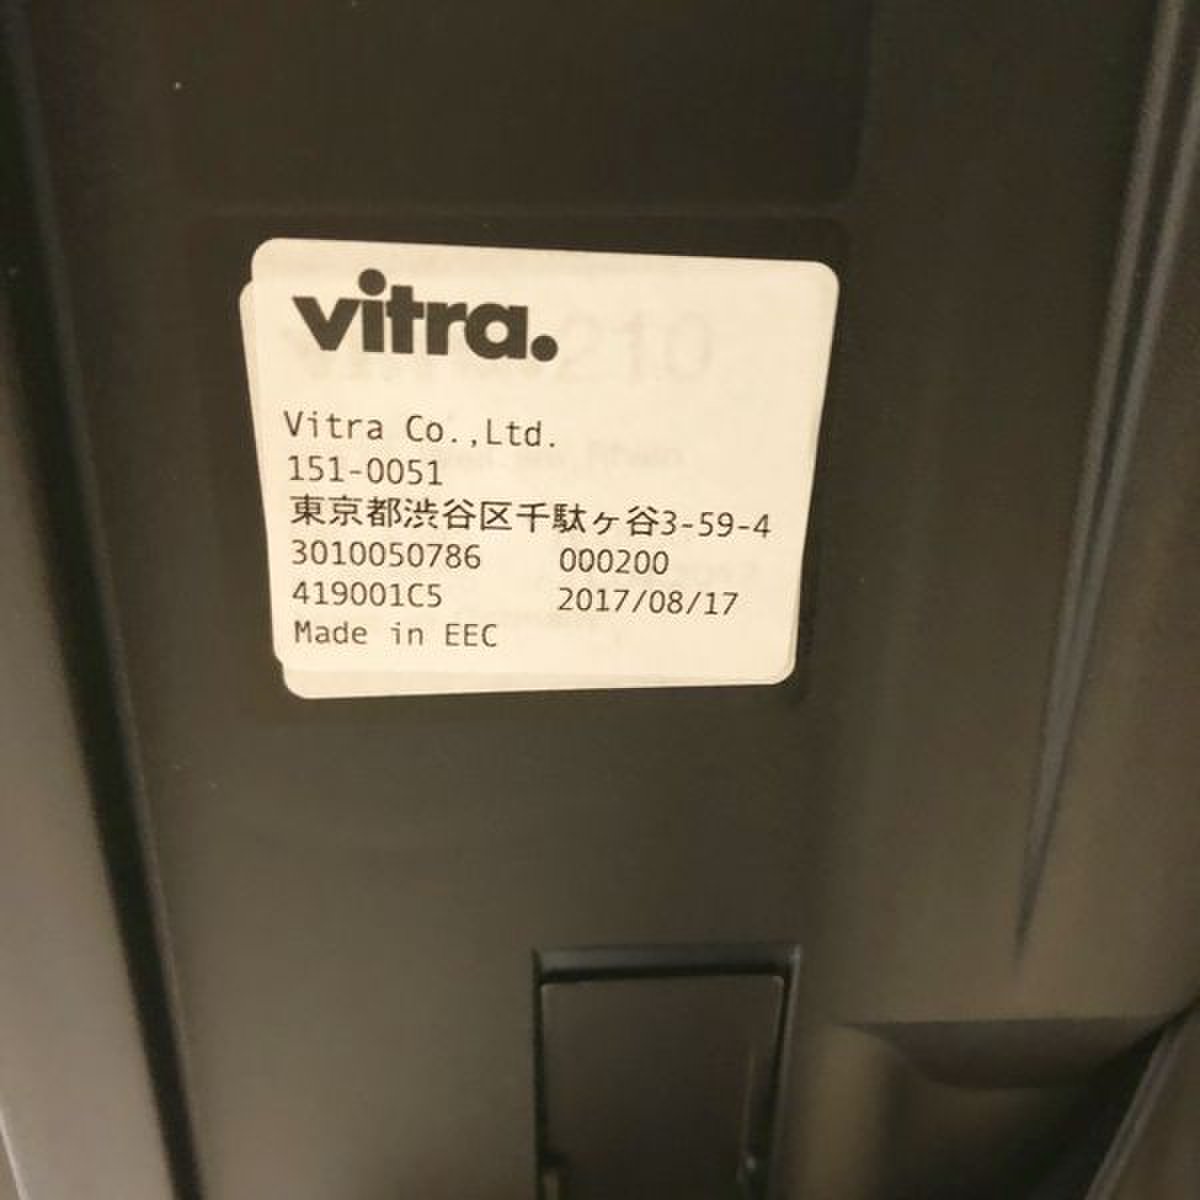 vitra.
Vitra Co.,Ltd.
151-0051
東京都渋谷区千駄ヶ谷3-59-4
3010050786 000200
419001C5 2017/08/17
Made in EEC
210